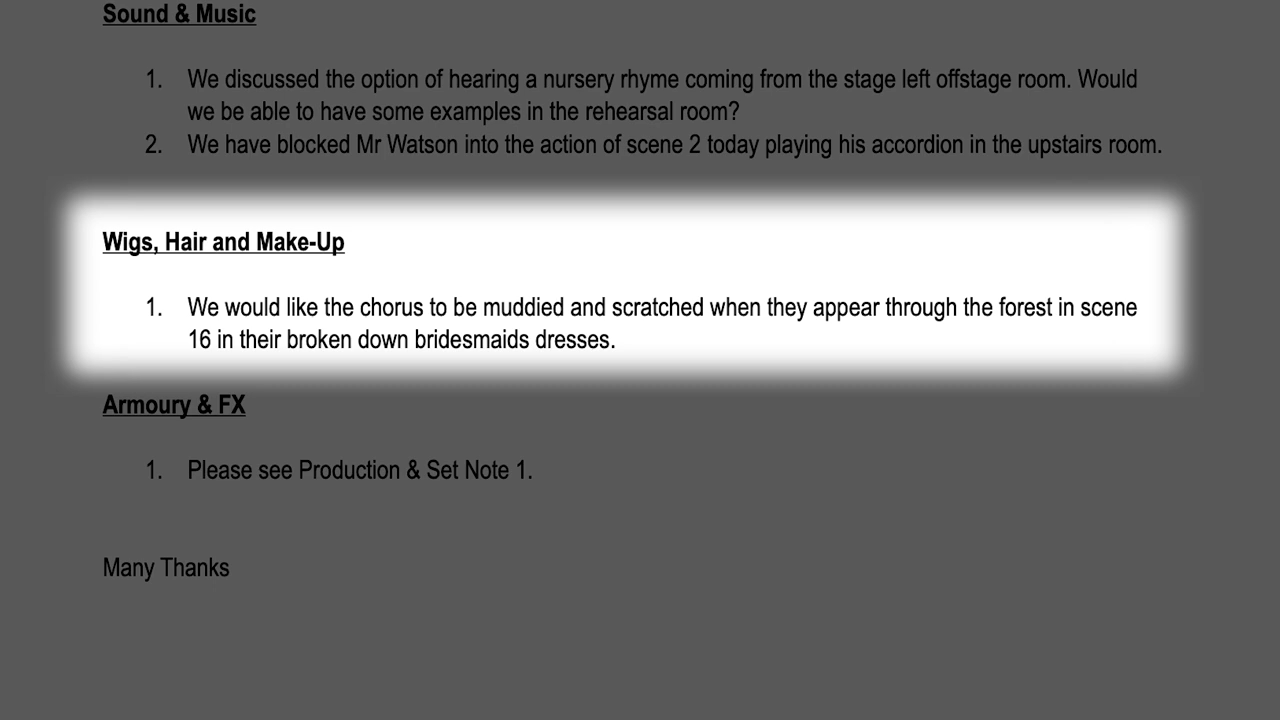 Sound & Music
1. We discussed the option of hearing a nursery rhyme coming from the stage left offstage room. Would
we be able to have some examples in the rehearsal room?
2. We have blocked Mr Watson into the action of scene 2 today playing his accordion in the upstairs room.
Wigs, Hair and Make-Up
1. We would like the chorus to be muddied and scratched when they appear through the forest in scene
16 in their broken down bridesmaids dresses.
Armoury & FX
1. Please see Production & Set Note 1.
Many Thanks